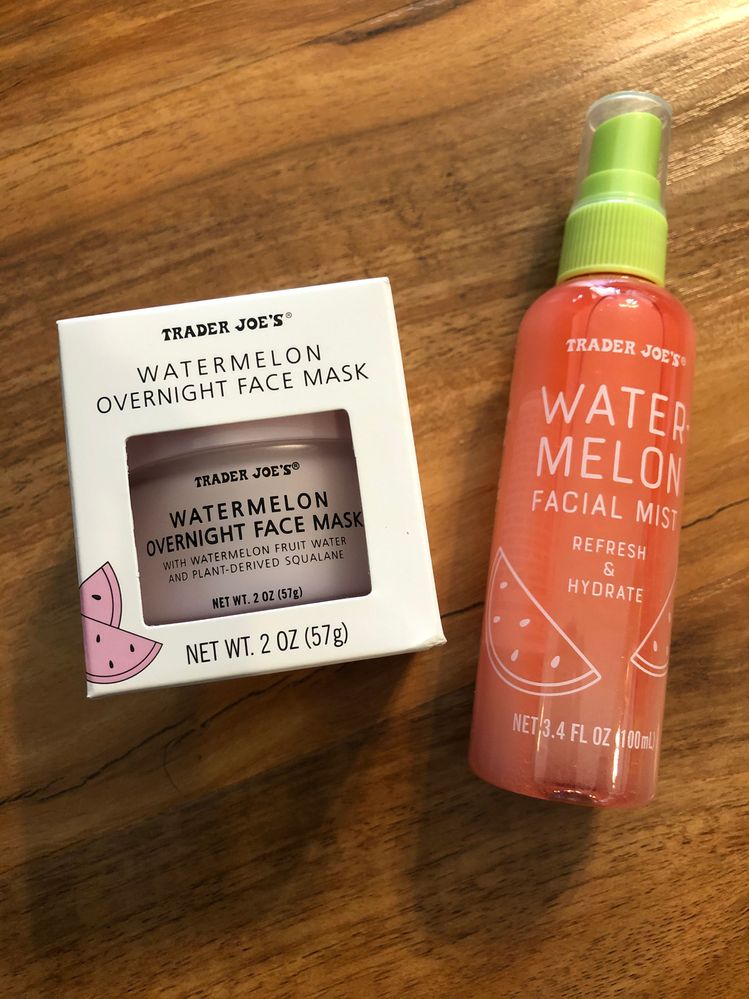 TRADER JOE'S®
WATERMELON
OVERNIGHT FACE MASK
TRADER JOE'S®
WATERMELON
OVERNIGHT FACE MASK
WITH WATERMELON FRUIT WATER
AND PLANT-DERIVED SQUALANE
NET WT. 2 OZ (57g)
NET WT. 2 OZ (57g)
TRADER JOE'S®
WATER-
MELON
FACIAL MIST
REFRESH
&
HYDRATE
NET 3.4 FL OZ (100mL)